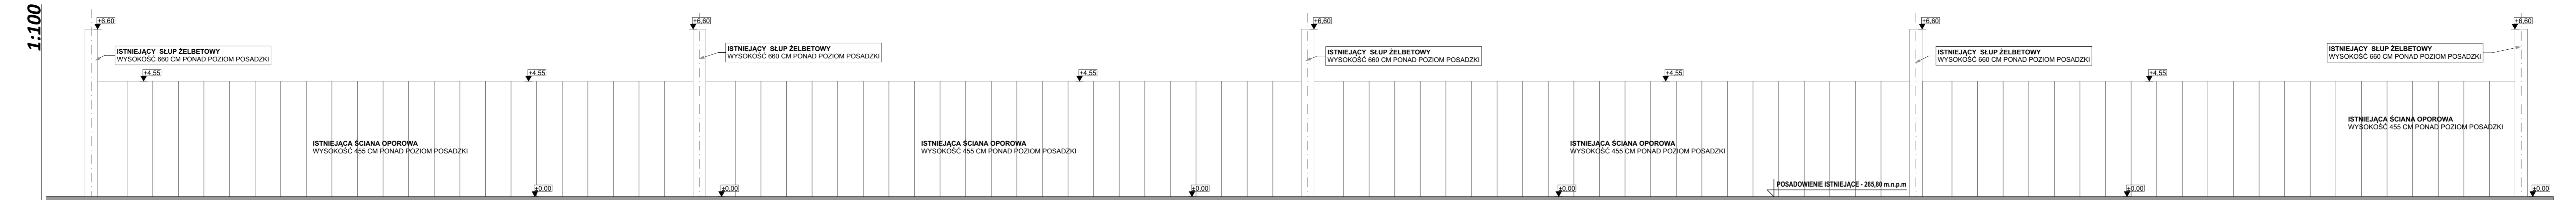 1:100
+6,60
+6,60
+6,60
+6,60
+6,60
ISTNIEJĄCY SŁUP ŻELBETOWY
WYSOKOŚĆ 660 CM PONAD POZIOM POSADZKI
ISTNIEJĄCY SŁUP ŻELBETOWY
WYSOKOŚĆ 660 CM PONAD POZIOM POSADZKI
ISTNIEJĄCY SŁUP ŻELBETOWY
WYSOKOŚĆ 660 CM PONAD POZIOM POSADZKI
ISTNIEJĄCY SŁUP ŻELBETOWY
WYSOKOŚĆ 660 CM PONAD POZIOM POSADZKI
ISTNIEJĄCY SŁUP ŻELBETOWY
WYSOKOŚĆ 660 CM PONAD POZIOM POSADZKI
+4,55
+4,55
+4,55
+4,55
+4,55
ISTNIEJĄCA ŚCIANA OPOROWA
WYSOKOŚĆ 455 CM PONAD POZIOM POSADZKI
ISTNIEJĄCA ŚCIANA OPOROWA
WYSOKOŚĆ 455 CM PONAD POZIOM POSADZKI
ISTNIEJĄCA ŚCIANA OPOROWA
WYSOKOŚĆ 455 CM PONAD POZIOM POSADZKI
ISTNIEJĄCA ŚCIANA OPOROWA
WYSOKOŚĆ 455 CM PONAD POZIOM POSADZKI
±0,00
±0,00
±0,00
±0,00
POSADOWIENIE ISTNIEJĄCE - 265,80 m.n.p.m
±0,00
±0,00